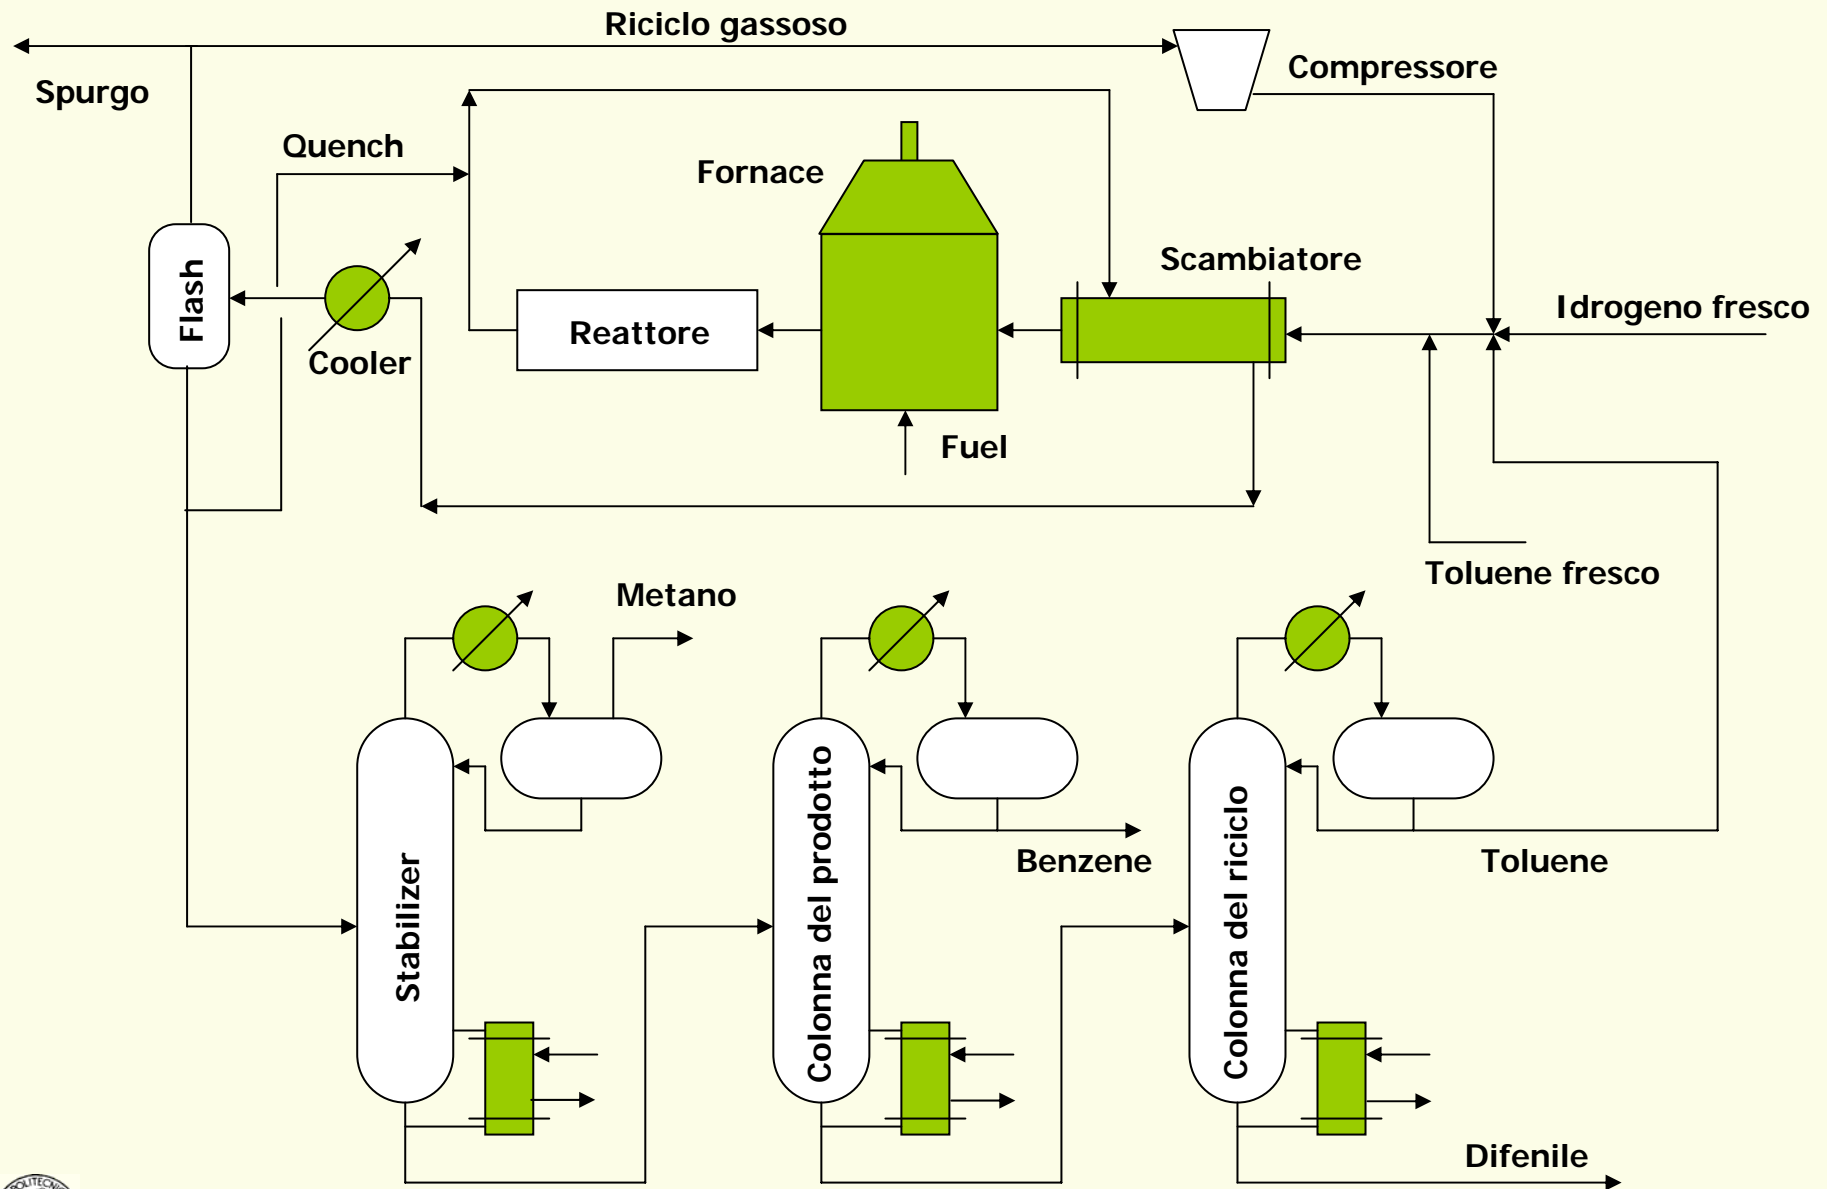 Riciclo gassoso
Spurgo
Compressore
Quench
Fornace
Scambiatore
Flash
Idrogeno fresco
Reattore
Cooler
Fuel
Toluene fresco
Metano
Colonna del prodotto
Colonna del riciclo
Stabilizer
Benzene
Toluene
Difenile